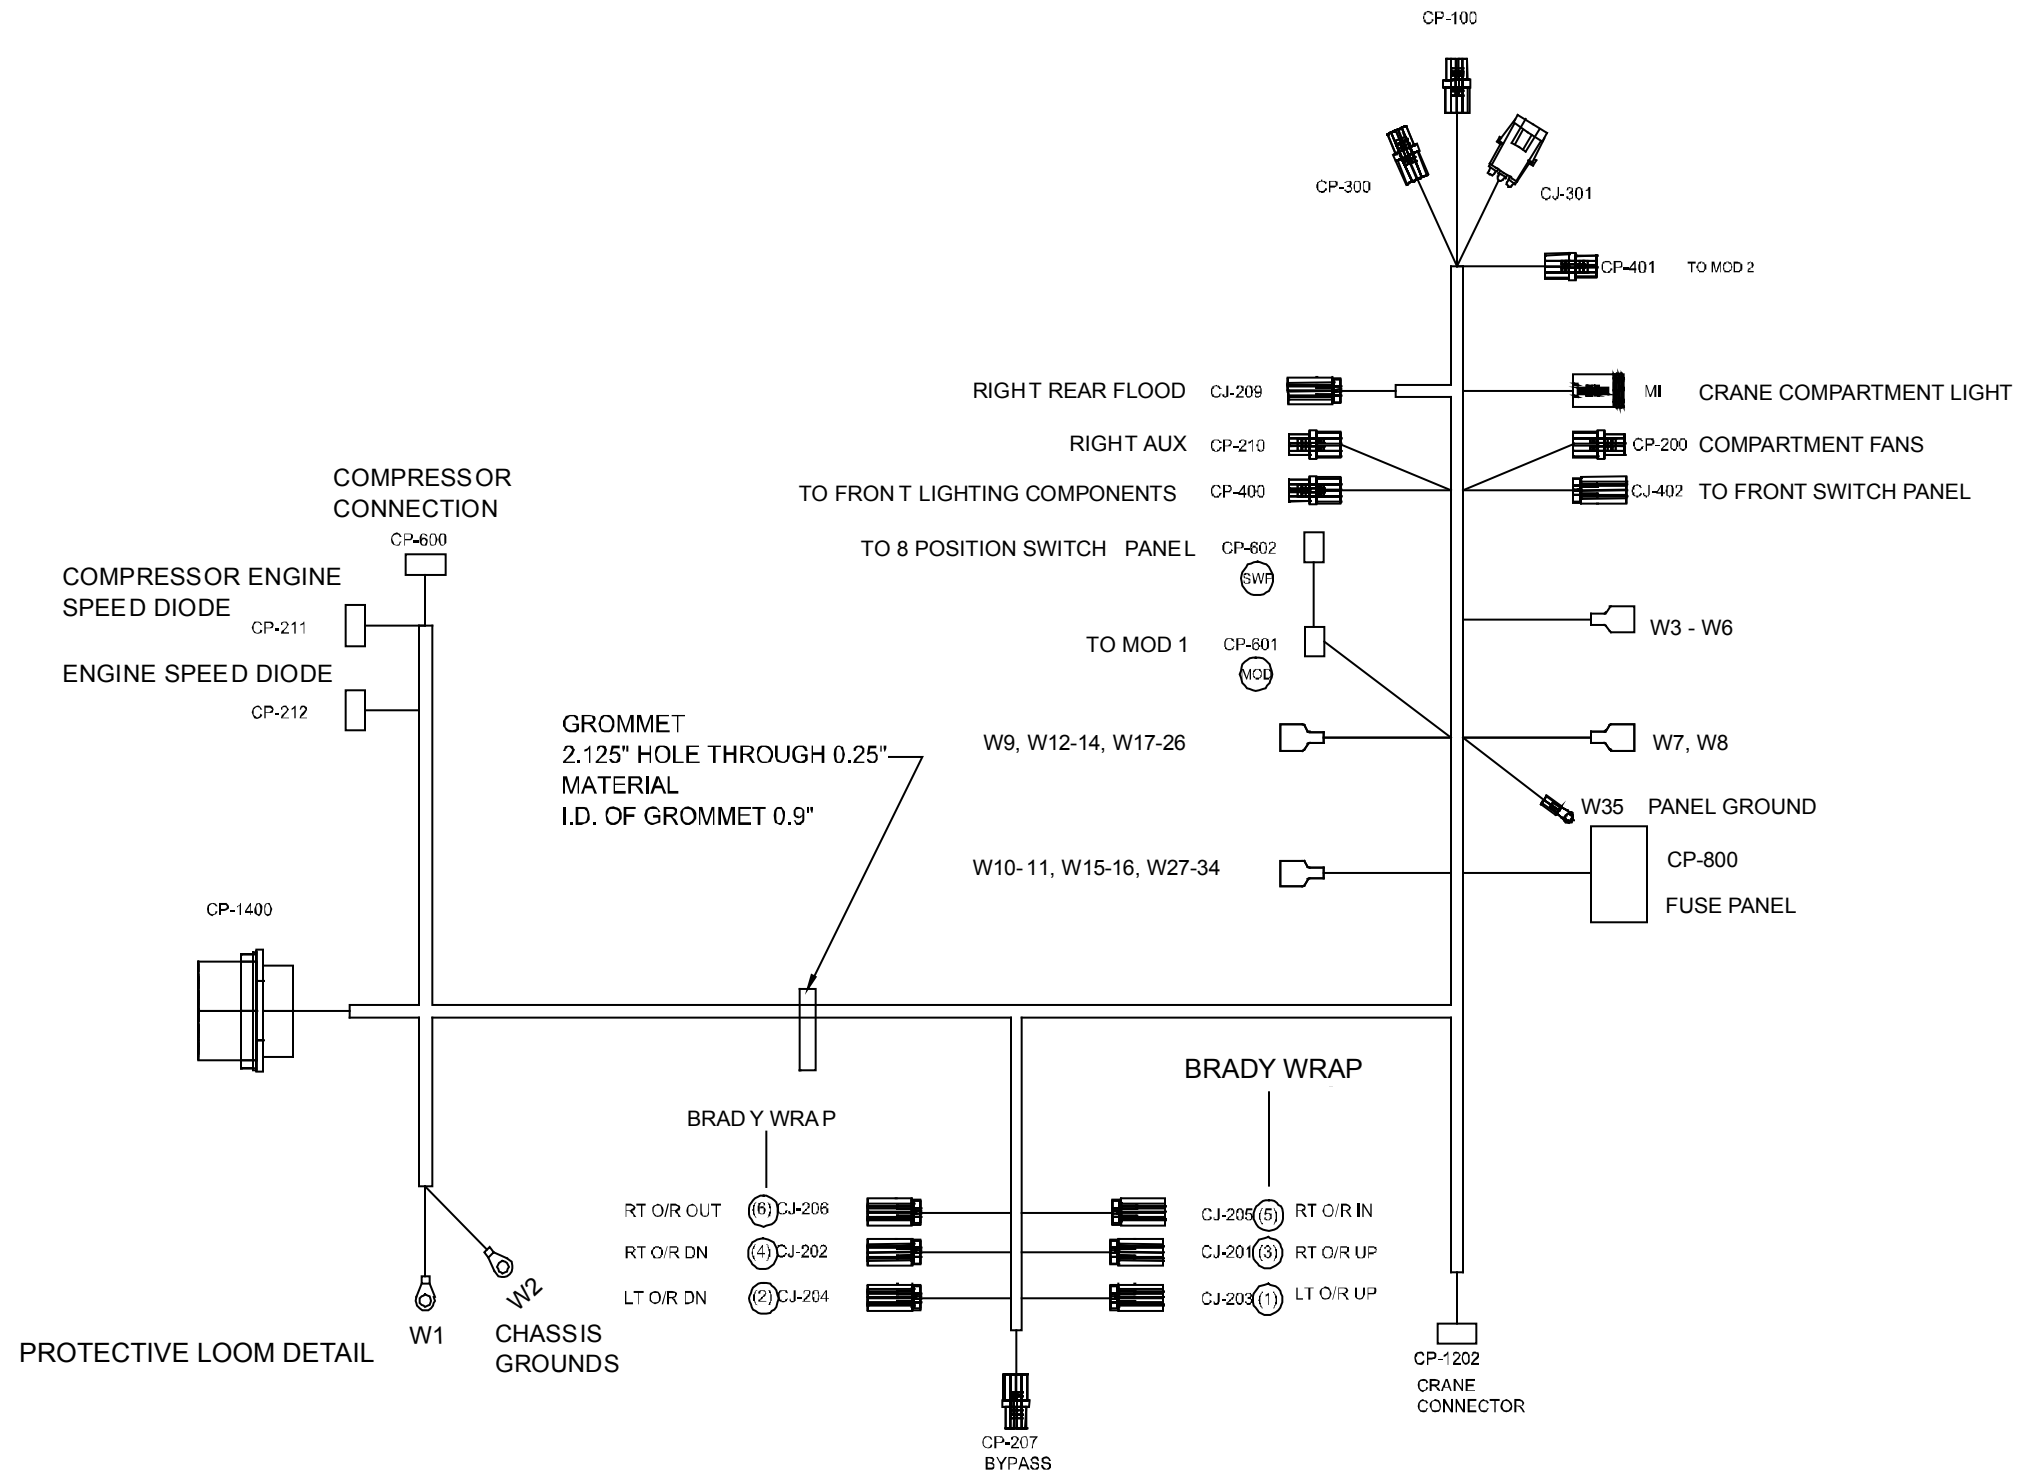 CP-100
CP-300
CJ-301
CP-401 TO MOD 2
RIGHT REAR FLOOD CJ-209
MI CRANE COMPARTMENT LIGHT
RIGHT AUX CP-210
CP-200 COMPARTMENT FANS
TO FRONT LIGHTING COMPONENTS CP-400
CJ-402 TO FRONT SWITCH PANEL
TO 8 POSITION SWITCH PANEL CP-602
SWP
TO MOD 1 CP-601
MOD
W3 - W6
W9, W12-14, W17-26
W7, W8
W35 PANEL GROUND
W10-11, W15-16, W27-34
CP-800
FUSE PANEL
COMPRESSOR
CONNECTION
CP-600
COMPRESSOR ENGINE
SPEED DIODE
CP-211
ENGINE SPEED DIODE
CP-212
GROMMET
2.125" HOLE THROUGH 0.25"
MATERIAL
I.D. OF GROMMET 0.9"
CP-1400
BRADY WRAP
BRADY WRAP
RT O/R OUT (6) CJ-206
CJ-205 (5) RT O/R IN
RT O/R DN (4) CJ-202
CJ-201 (3) RT O/R UP
LT O/R DN (2) CJ-204
CJ-203 (1) LT O/R UP
W1
W2
CHASSIS
GROUNDS
PROTECTIVE LOOM DETAIL
CP-207
BYPASS
CP-1202
CRANE
CONNECTOR